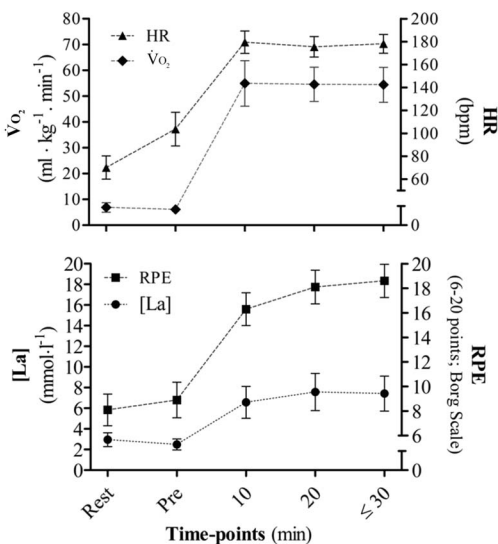 80
70
60
50
40
30
20
10
0
V̇O₂
(ml · kg⁻¹. min⁻¹)
HR
V̇O₂
200
180
160
140
120
100
80
60
0
HR
(bpm)
20
18
16
14
12
10
8
6
4
2
0
[La]
(mmol·l⁻¹)
RPE
[La]
20
18
16
14
12
10
8
6
0
RPE
(6-20 points; Borg Scale)
Rest
Pre
10
20
≤ 30
Time-points (min)